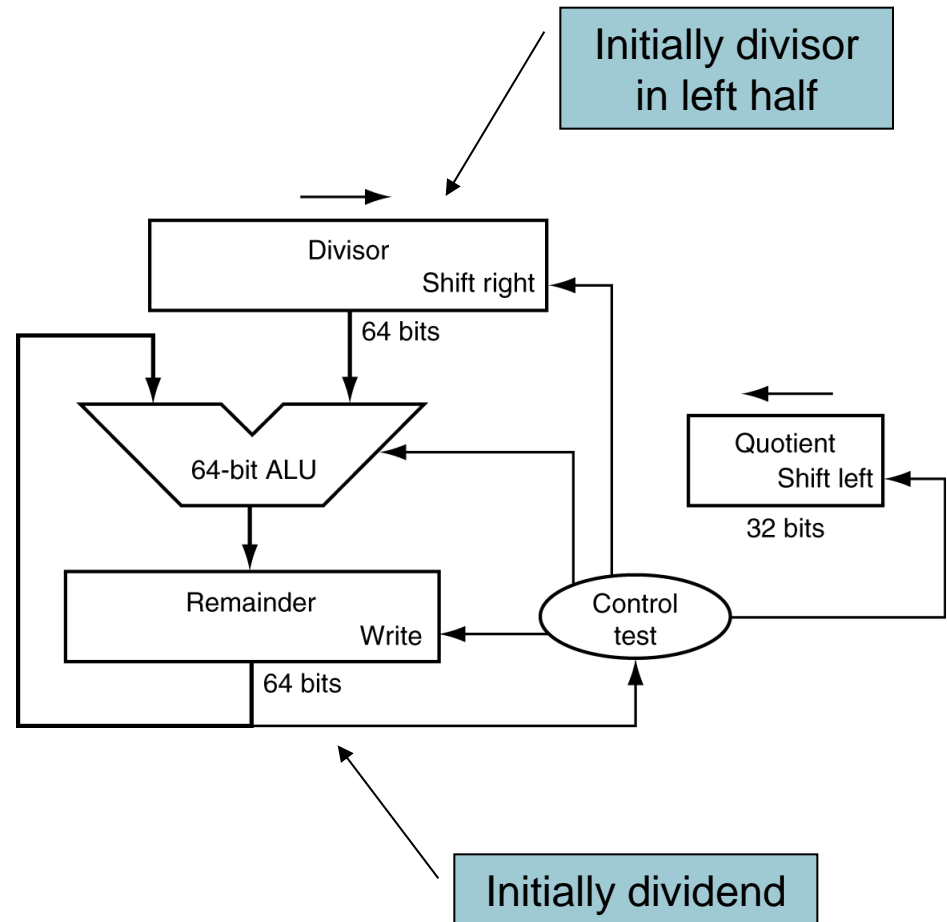 Initially divisor
in left half
Divisor
Shift right
64 bits
64-bit ALU
Quotient
Shift left
32 bits
Remainder
Write
Control
test
64 bits
Initially dividend